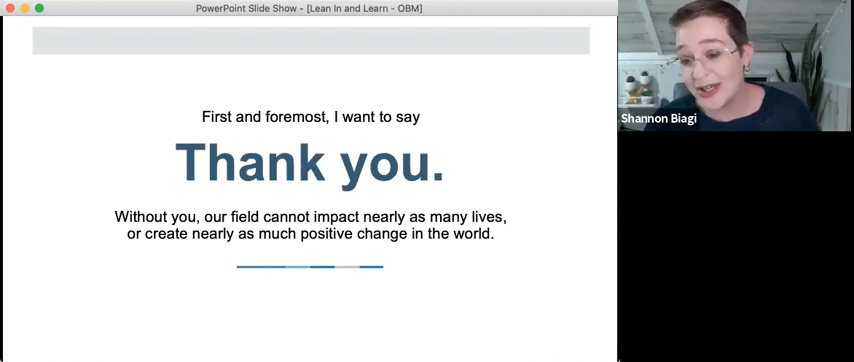 PowerPoint Slide Show - [Lean In and Learn - OBM]
First and foremost, I want to say
Thank you.
Without you, our field cannot impact nearly as many lives,
or create nearly as much positive change in the world.
Shannon Biagi